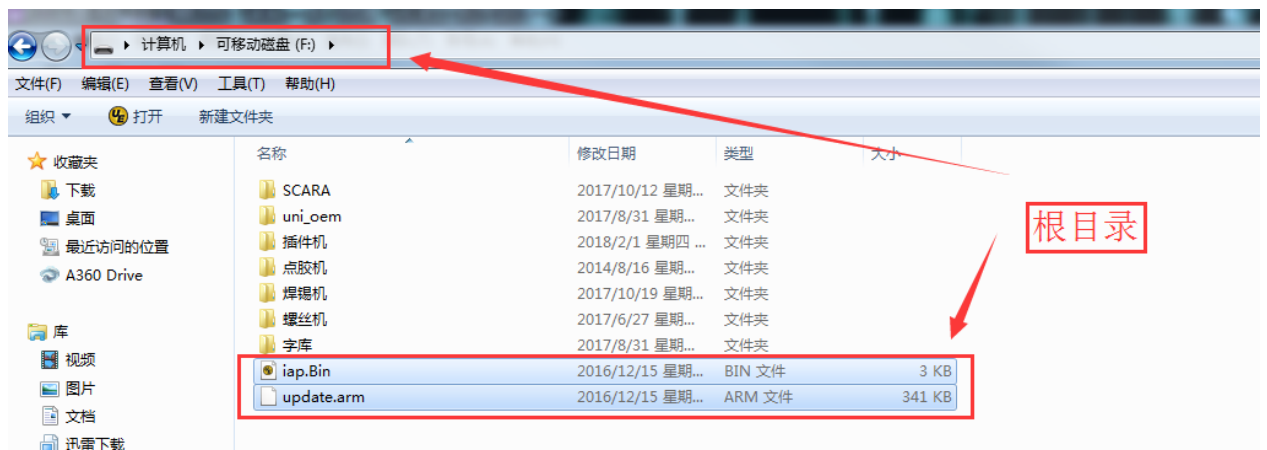 计算机 ▸ 可移动磁盘 (F:) ▸
文件(F) 编辑(E) 查看(V) 工具(T) 帮助(H)
组织 打开 新建文件夹
名称 修改日期 类型 大小
收藏夹
下载
桌面
最近访问的位置
A360 Drive
库
视频
图片
文档
迅雷下载
SCARA 2017/10/12 星期... 文件夹
uni_oem 2017/8/31 星期... 文件夹
插件机 2018/2/1 星期四 ... 文件夹
点胶机 2014/8/16 星期... 文件夹
焊锡机 2017/10/19 星期... 文件夹
螺丝机 2017/6/27 星期... 文件夹
字库 2017/8/31 星期... 文件夹
iap.Bin 2016/12/15 星期... BIN 文件 3 KB
update.arm 2016/12/15 星期... ARM 文件 341 KB
根目录